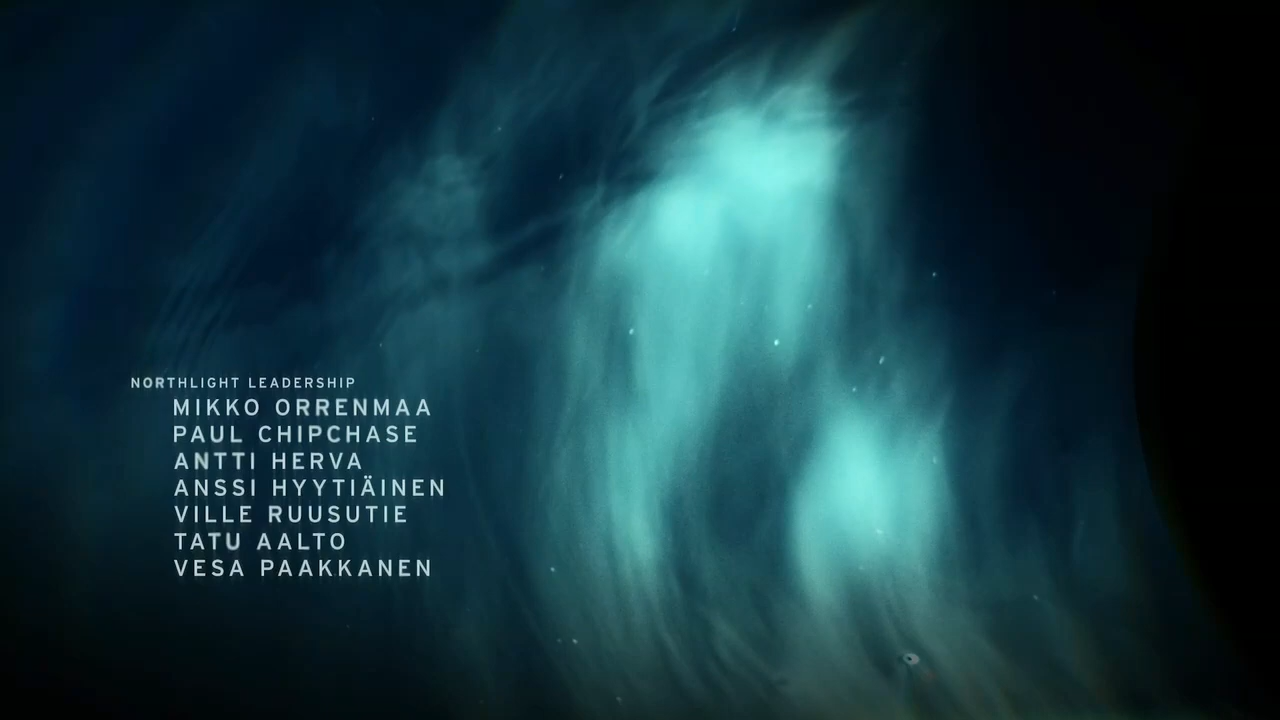 NORTHLIGHT LEADERSHIP
MIKKO ORRENMAA
PAUL CHIPCHASE
ANTTI HERVA
ANSSI HYYTIÄINEN
VILLE RUUSUTIE
TATU AALTO
VESA PAAKKANEN